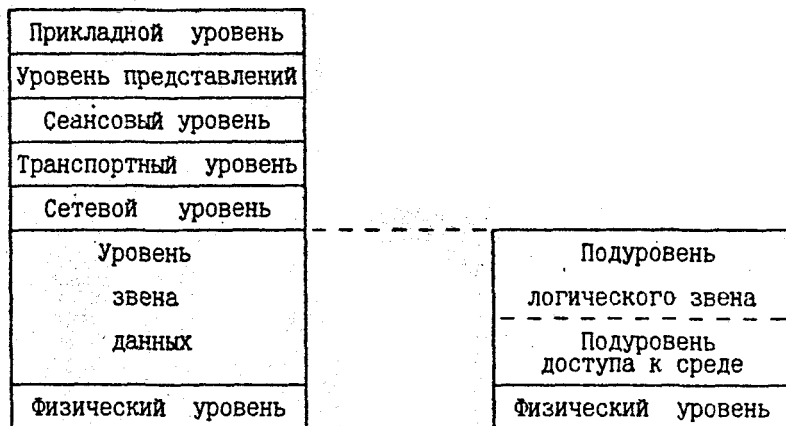 Прикладной уровень
Уровень представлений
Сеансовый уровень
Транспортный уровень
Сетевой уровень
Уровень
звена
данных
Физический уровень
Подуровень
логического звена
Подуровень
доступа к среде
Физический уровень